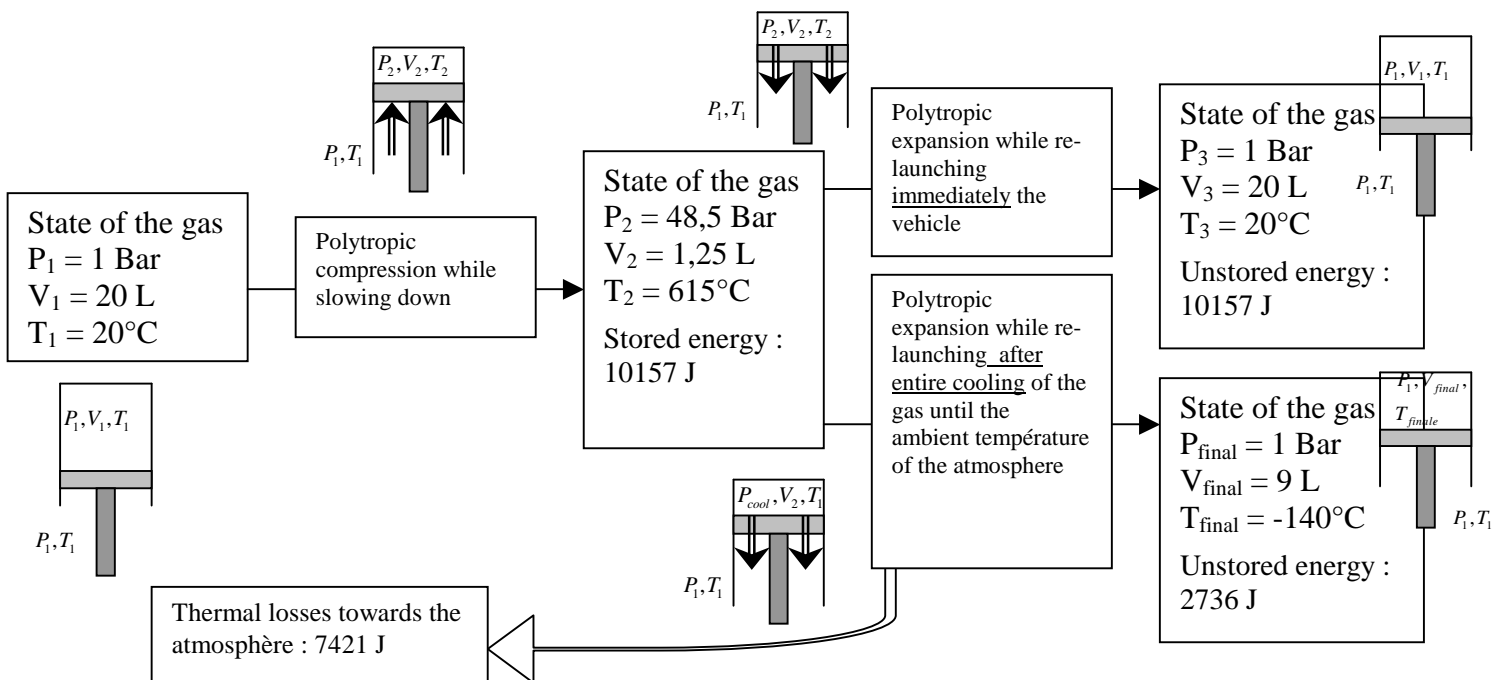 P₂,V₂,T₂
P₁,T₁
State of the gas
P₁ = 1 Bar
V₁ = 20 L
T₁ = 20°C
Polytropic
compression while
slowing down
P₁,V₁,T₁
P₁,T₁
State of the gas
P₂ = 48,5 Bar
V₂ = 1,25 L
T₂ = 615°C
Stored energy :
10157 J
P₂,V₂,T₂
P₁,T₁
Polytropic
expansion while re-
launching
immediately the
vehicle
State of the gas
P₃ = 1 Bar
V₃ = 20 L
T₃ = 20°C
Unstored energy :
10157 J
P₁,V₁,T₁
P₁,T₁
Polytropic
expansion while re-
launching after
entire cooling of the
gas until the
ambient température
of the atmosphere
P_cool,V₂,T₁
P₁,T₁
State of the gas
P_final = 1 Bar
V_final = 9 L
T_final = -140°C
Unstored energy :
2736 J
P₁,V_final,
T_finale
P₁,T₁
Thermal losses towards the
atmosphère : 7421 J